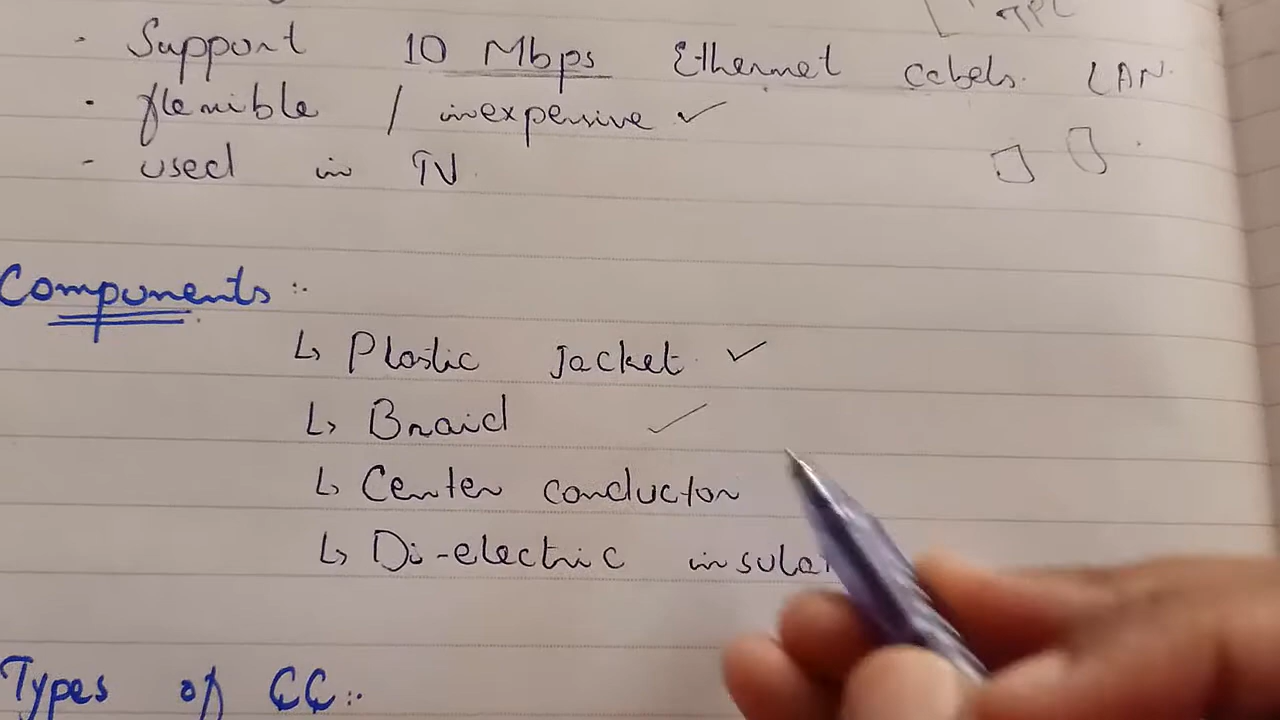 · Support 10 Mbps Ethernet cabels. LAN
· flexible / inexpensive ✓
- used in TV
Components :-
↳ Plastic Jacket ✓
↳ Braid ✓
↳ Center conductor
↳ Di-electric insula
Types of CC :-